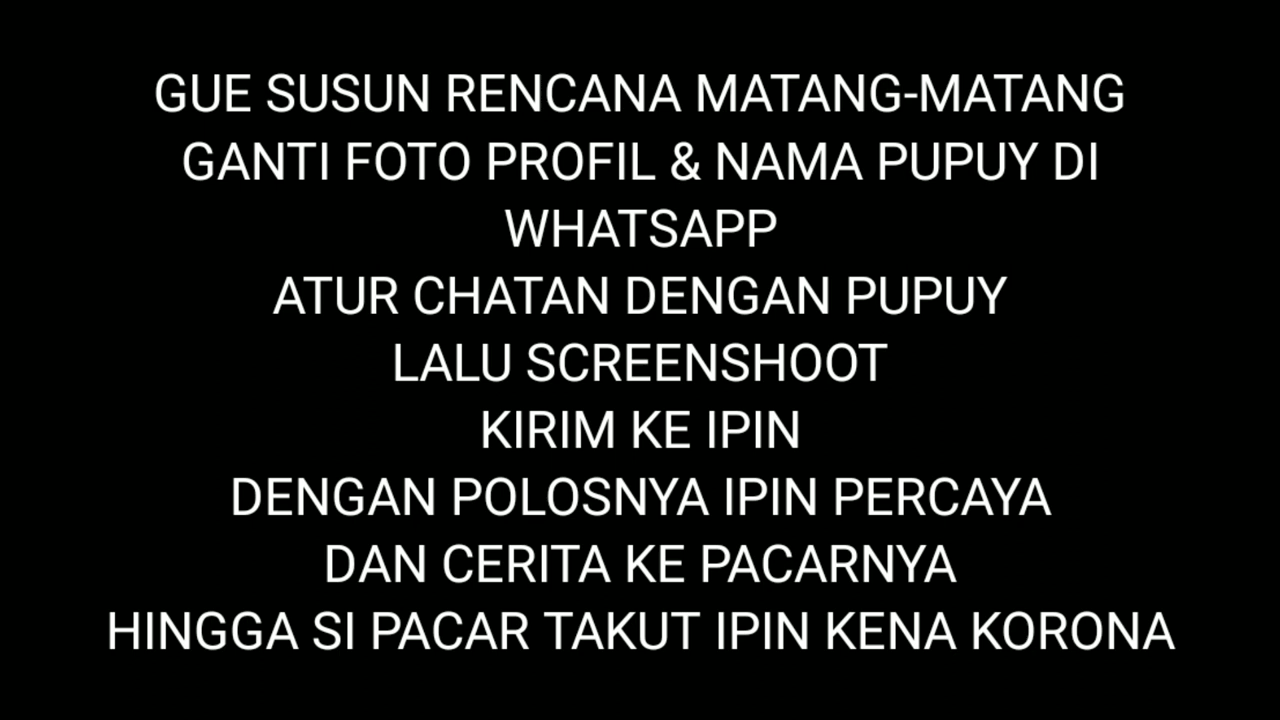 GUE SUSUN RENCANA MATANG-MATANG
GANTI FOTO PROFIL & NAMA PUPUY DI
WHATSAPP
ATUR CHATAN DENGAN PUPUY
LALU SCREENSHOOT
KIRIM KE IPIN
DENGAN POLOSNYA IPIN PERCAYA
DAN CERITA KE PACARNYA
HINGGA SI PACAR TAKUT IPIN KENA KORONA